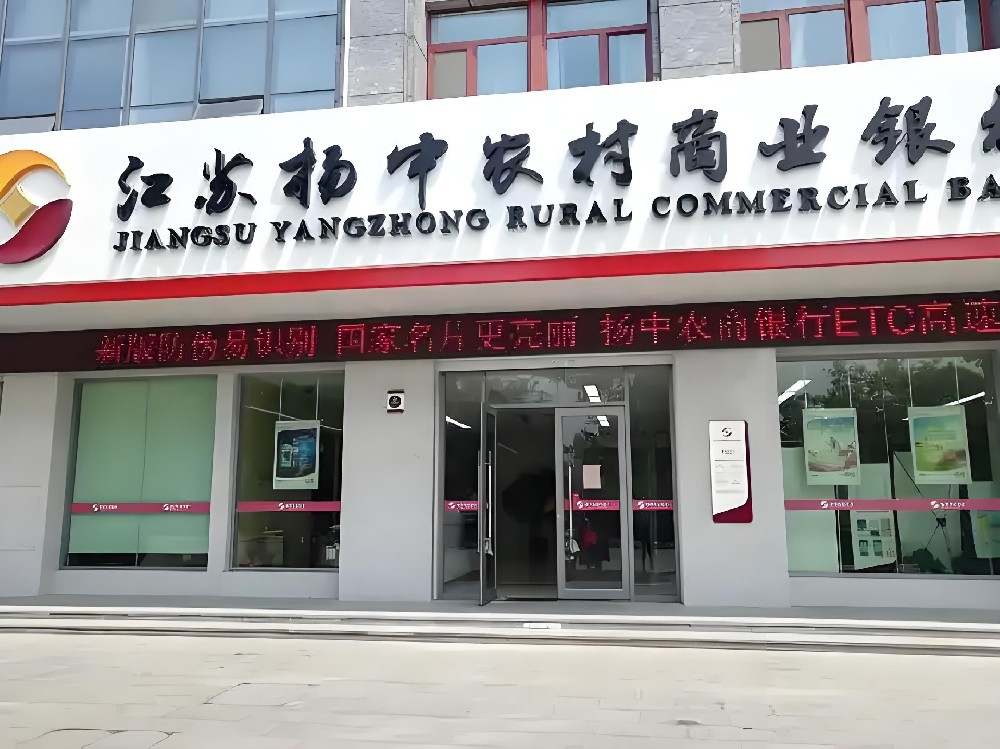 江苏扬中农村商业银
JIANGSU YANGZHONG RURAL COMMERCIAL BA
新版防伪易识别 国家名片更亮丽 扬中农商银行ETC高速